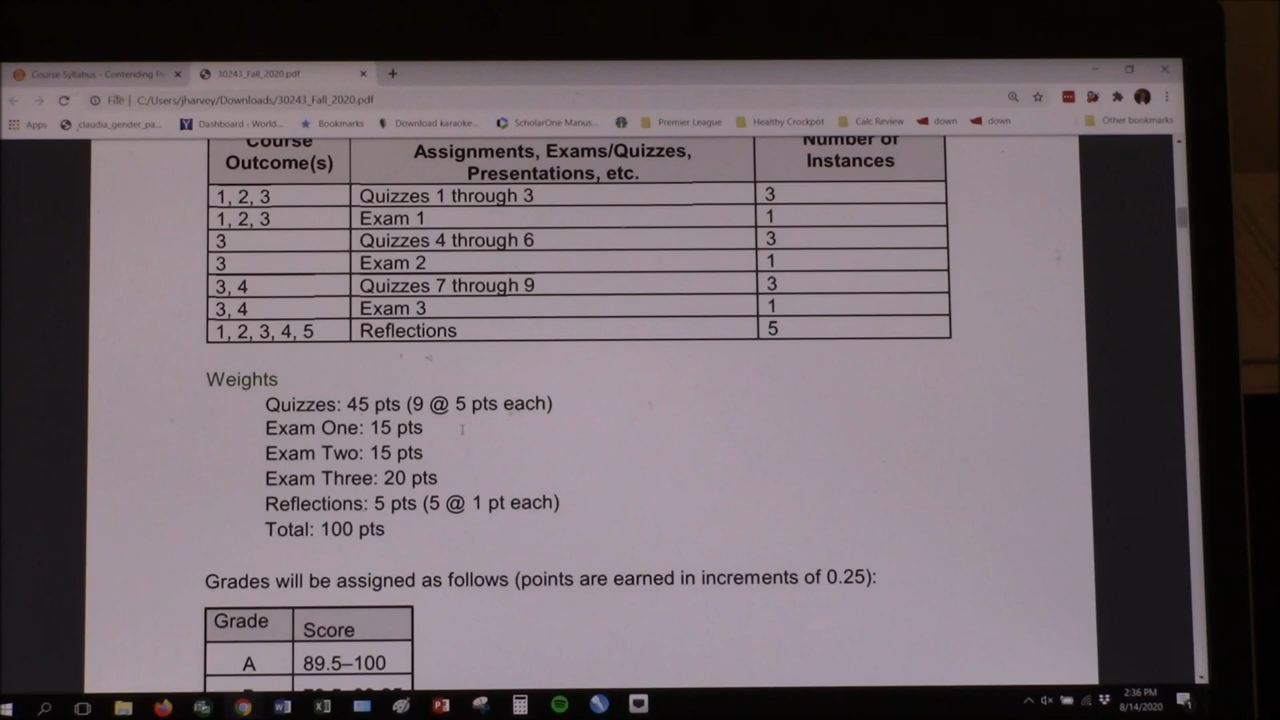 Course Syllabus - Contending Pe
30243_Fall_2020.pdf
File | C:/Users/jharvey/Downloads/30243_Fall_2020.pdf
Apps claudia_gender_pa... Dashboard - World... Bookmarks Download karaoke... ScholarOne Manus... Premier League Healthy Crockpot Calc Review down down Other bookmarks
Course Outcome(s)
Assignments, Exams/Quizzes, Presentations, etc.
Number of Instances
1, 2, 3 Quizzes 1 through 3 3
1, 2, 3 Exam 1 1
3 Quizzes 4 through 6 3
3 Exam 2 1
3, 4 Quizzes 7 through 9 3
3, 4 Exam 3 1
1, 2, 3, 4, 5 Reflections 5
Weights
Quizzes: 45 pts (9 @ 5 pts each)
Exam One: 15 pts
Exam Two: 15 pts
Exam Three: 20 pts
Reflections: 5 pts (5 @ 1 pt each)
Total: 100 pts
Grades will be assigned as follows (points are earned in increments of 0.25):
Grade Score
A 89.5–100
2:36 PM
8/14/2020